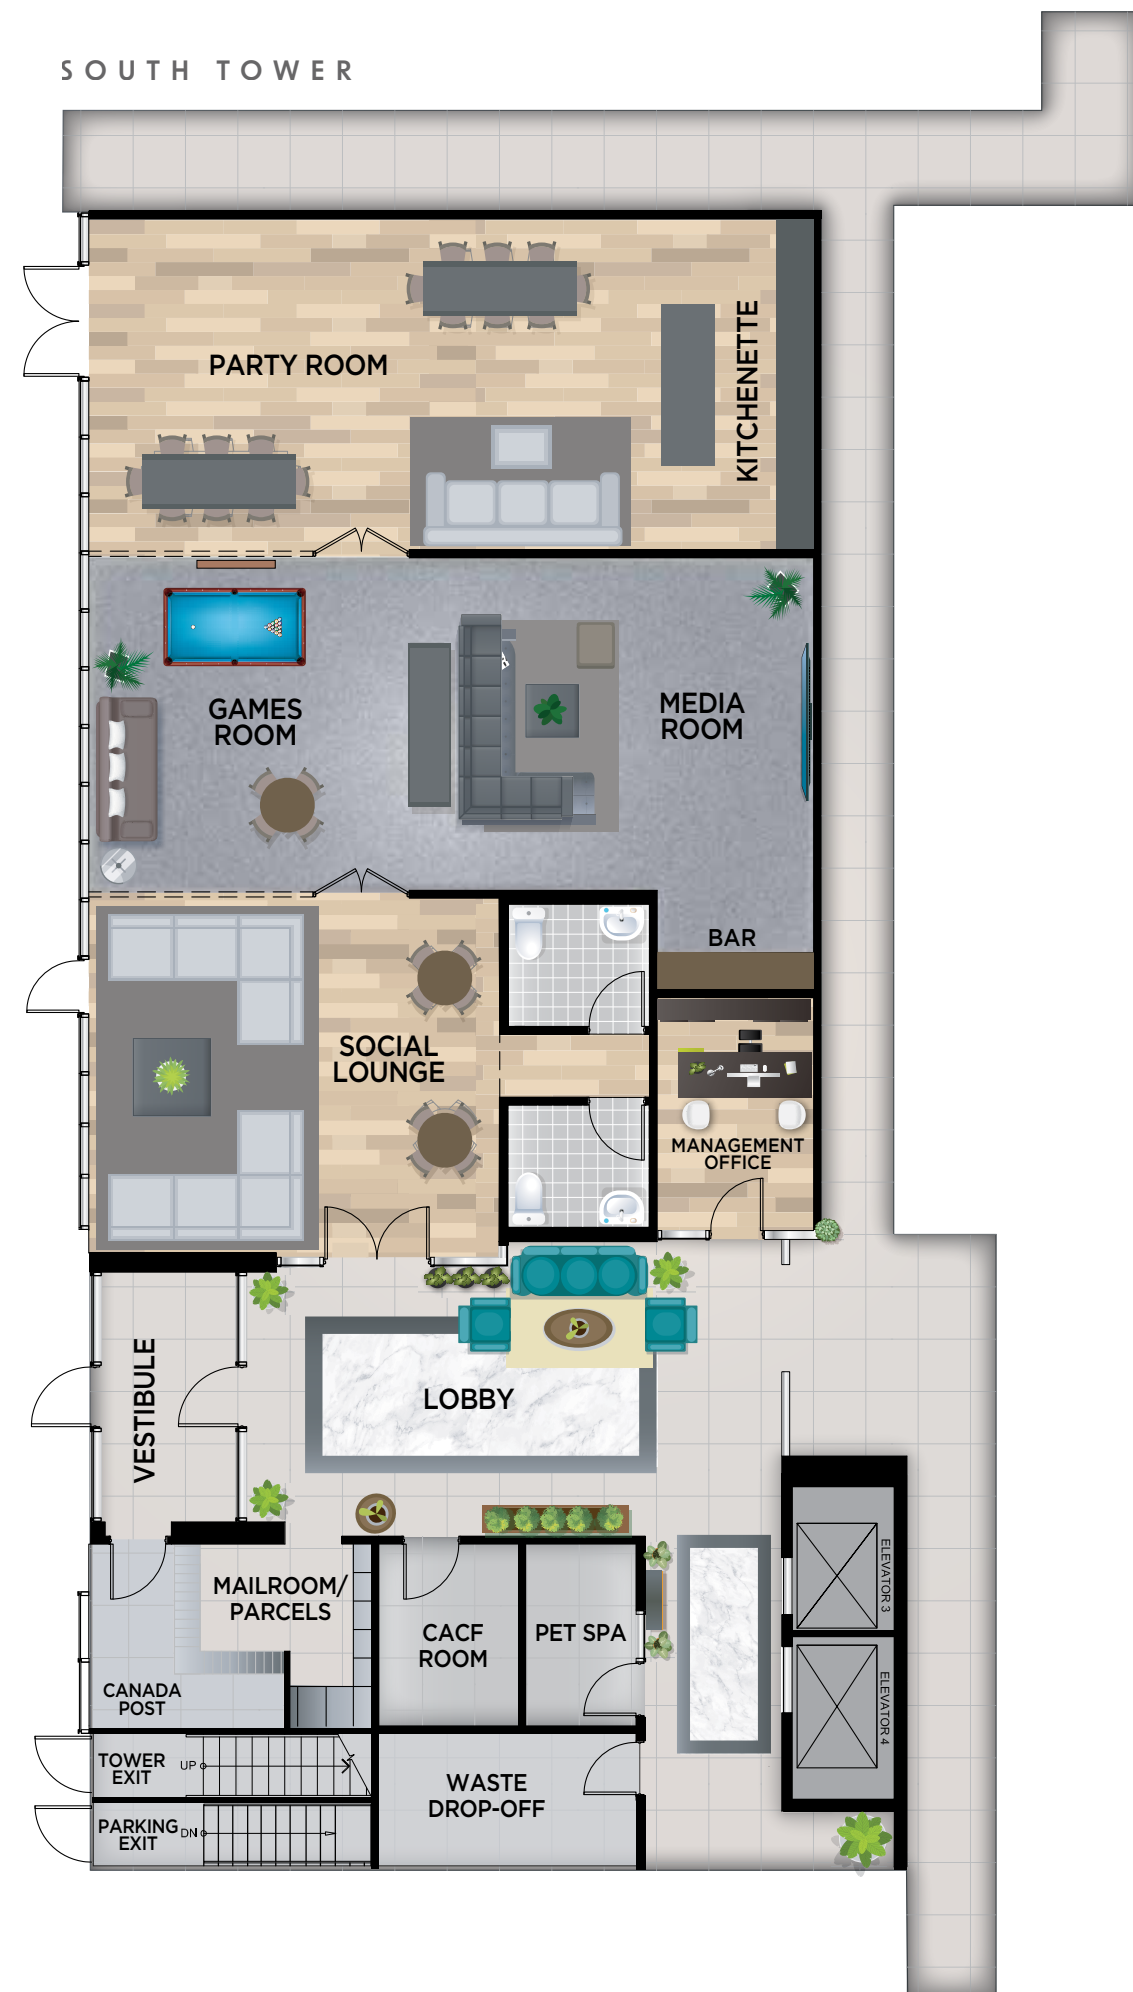 SOUTH TOWER
PARTY ROOM
KITCHENETTE
GAMES
ROOM
MEDIA
ROOM
BAR
SOCIAL
LOUNGE
MANAGEMENT
OFFICE
VESTIBULE
LOBBY
MAILROOM/
PARCELS
CACF
ROOM
PET SPA
ELEVATOR 3
ELEVATOR 4
CANADA
POST
TOWER
EXIT
UP
WASTE
DROP-OFF
PARKING
EXIT
DN